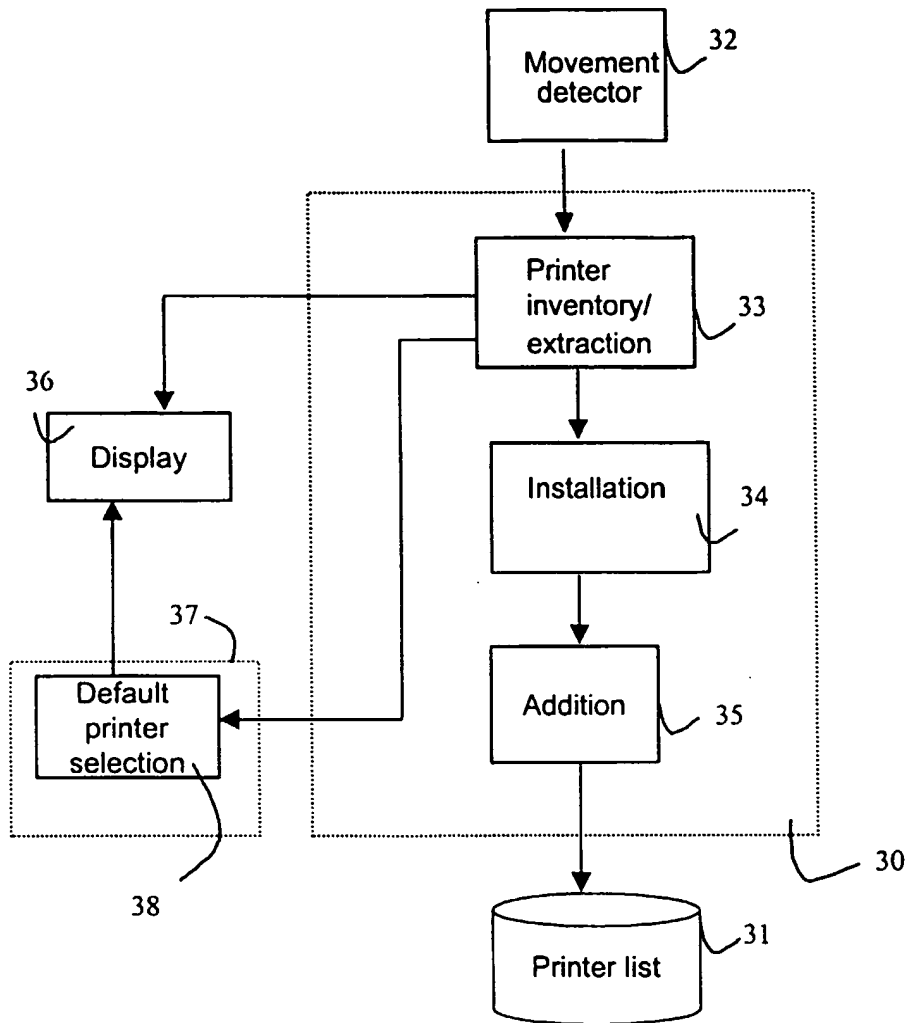 32
Movement
detector
Printer
inventory/
extraction
33
36
Display
Installation
34
37
Default
printer
selection
Addition
35
38
30
31
Printer list